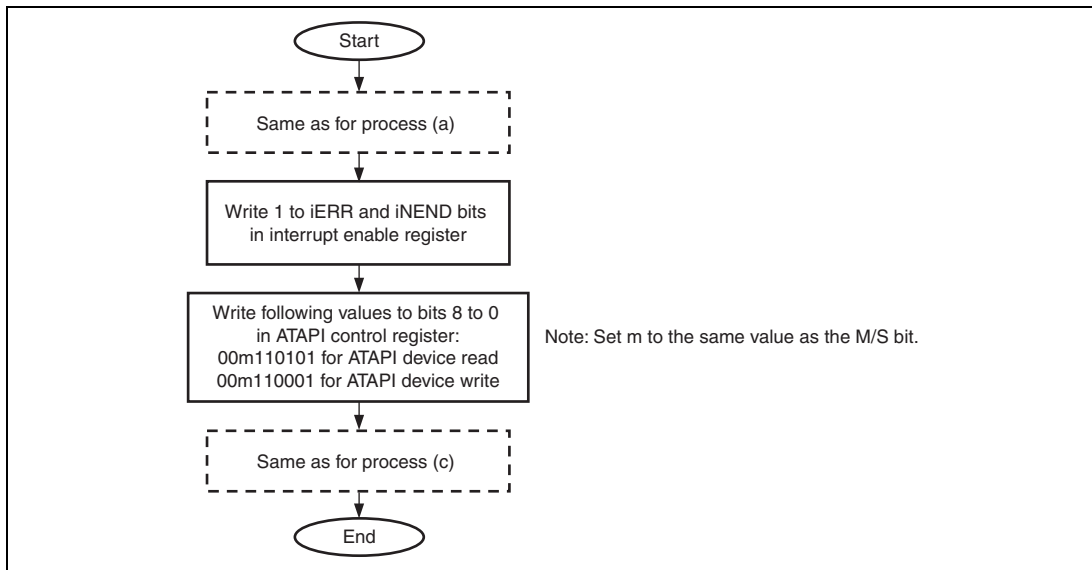 Start
Same as for process (a)
Write 1 to iERR and iNEND bits
in interrupt enable register
Write following values to bits 8 to 0
in ATAPI control register:
00m110101 for ATAPI device read
00m110001 for ATAPI device write
Note: Set m to the same value as the M/S bit.
Same as for process (c)
End